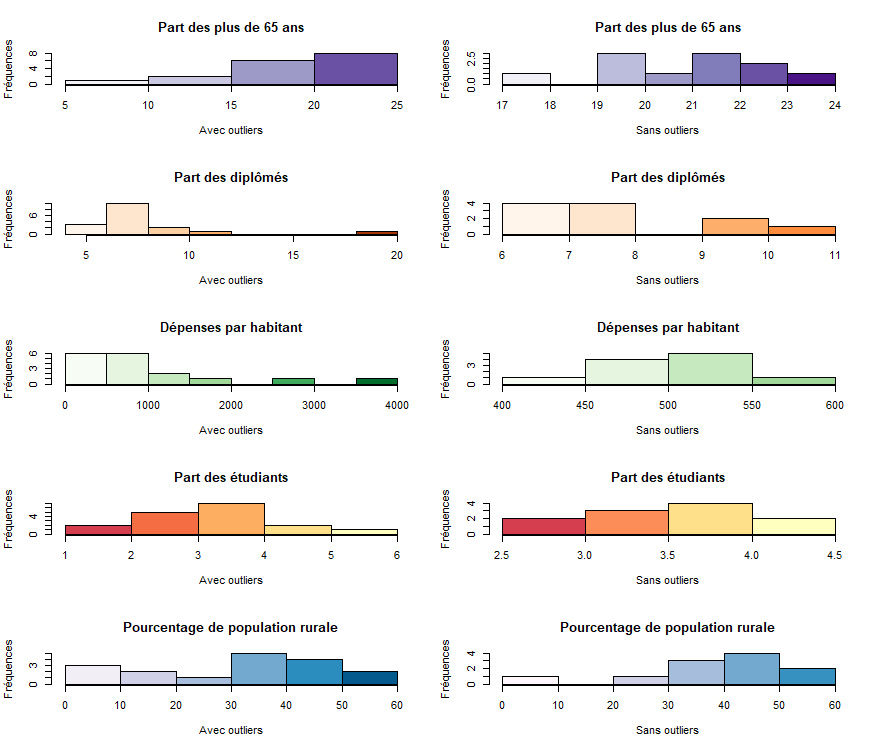 Part des plus de 65 ans
Fréquences
0 4 8
5 10 15 20 25
Avec outliers
Part des plus de 65 ans
Fréquences
0.0 2.5
17 18 19 20 21 22 23 24
Sans outliers
Part des diplômés
Fréquences
0 6
5 10 15 20
Avec outliers
Part des diplômés
Fréquences
0 2 4
6 7 8 9 10 11
Sans outliers
Dépenses par habitant
Fréquences
0 3 6
0 1000 2000 3000 4000
Avec outliers
Dépenses par habitant
Fréquences
0 3
400 450 500 550 600
Sans outliers
Part des étudiants
Fréquences
0 4
1 2 3 4 5 6
Avec outliers
Part des étudiants
Fréquences
0 2 4
2.5 3.0 3.5 4.0 4.5
Sans outliers
Pourcentage de population rurale
Fréquences
0 3
0 10 20 30 40 50 60
Avec outliers
Pourcentage de population rurale
Fréquences
0 2 4
0 10 20 30 40 50 60
Sans outliers